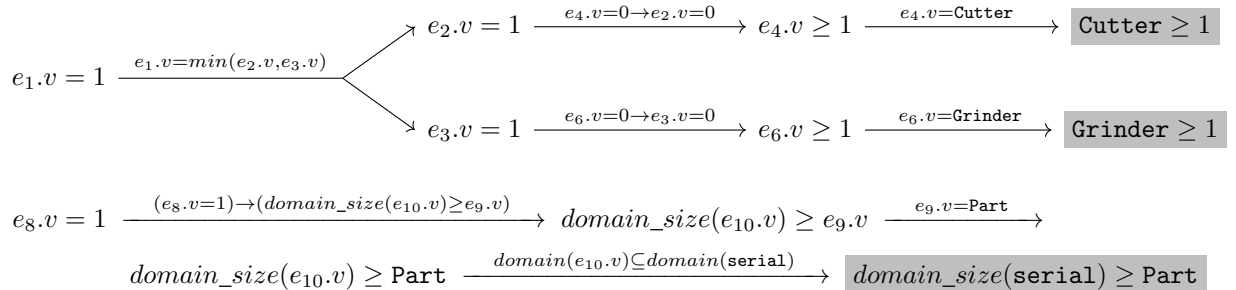 e₁.v = 1 e₁.v=min(e₂.v,e₃.v)
e₂.v = 1 e₄.v=0→e₂.v=0 e₄.v ≥ 1 e₄.v=Cutter Cutter ≥ 1
e₃.v = 1 e₆.v=0→e₃.v=0 e₆.v ≥ 1 e₆.v=Grinder Grinder ≥ 1
e₈.v = 1 (e₈.v=1)→(domain_size(e₁₀.v)≥e₉.v) domain_size(e₁₀.v) ≥ e₉.v e₉.v=Part
domain_size(e₁₀.v) ≥ Part domain(e₁₀.v)⊆domain(serial) domain_size(serial) ≥ Part